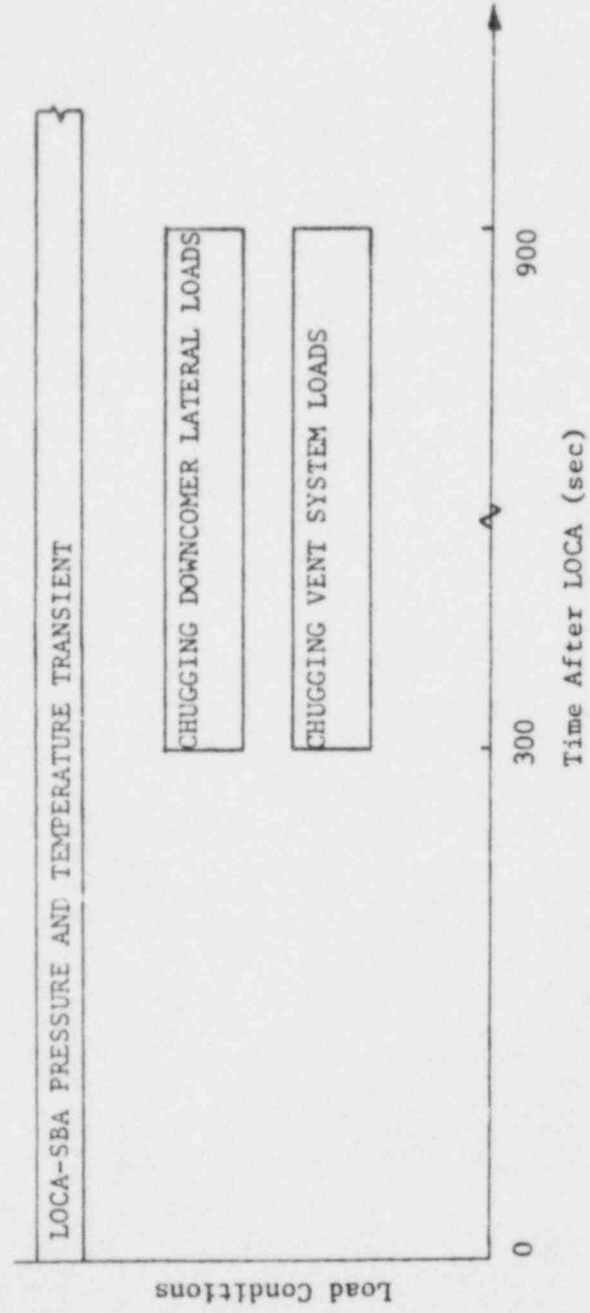 Load Conditions
LOCA-SBA PRESSURE AND TEMPERATURE TRANSIENT
CHUGGING DOWNCOMER LATERAL LOADS
CHUGGING VENT SYSTEM LOADS
0
300
900
Time After LOCA (sec)